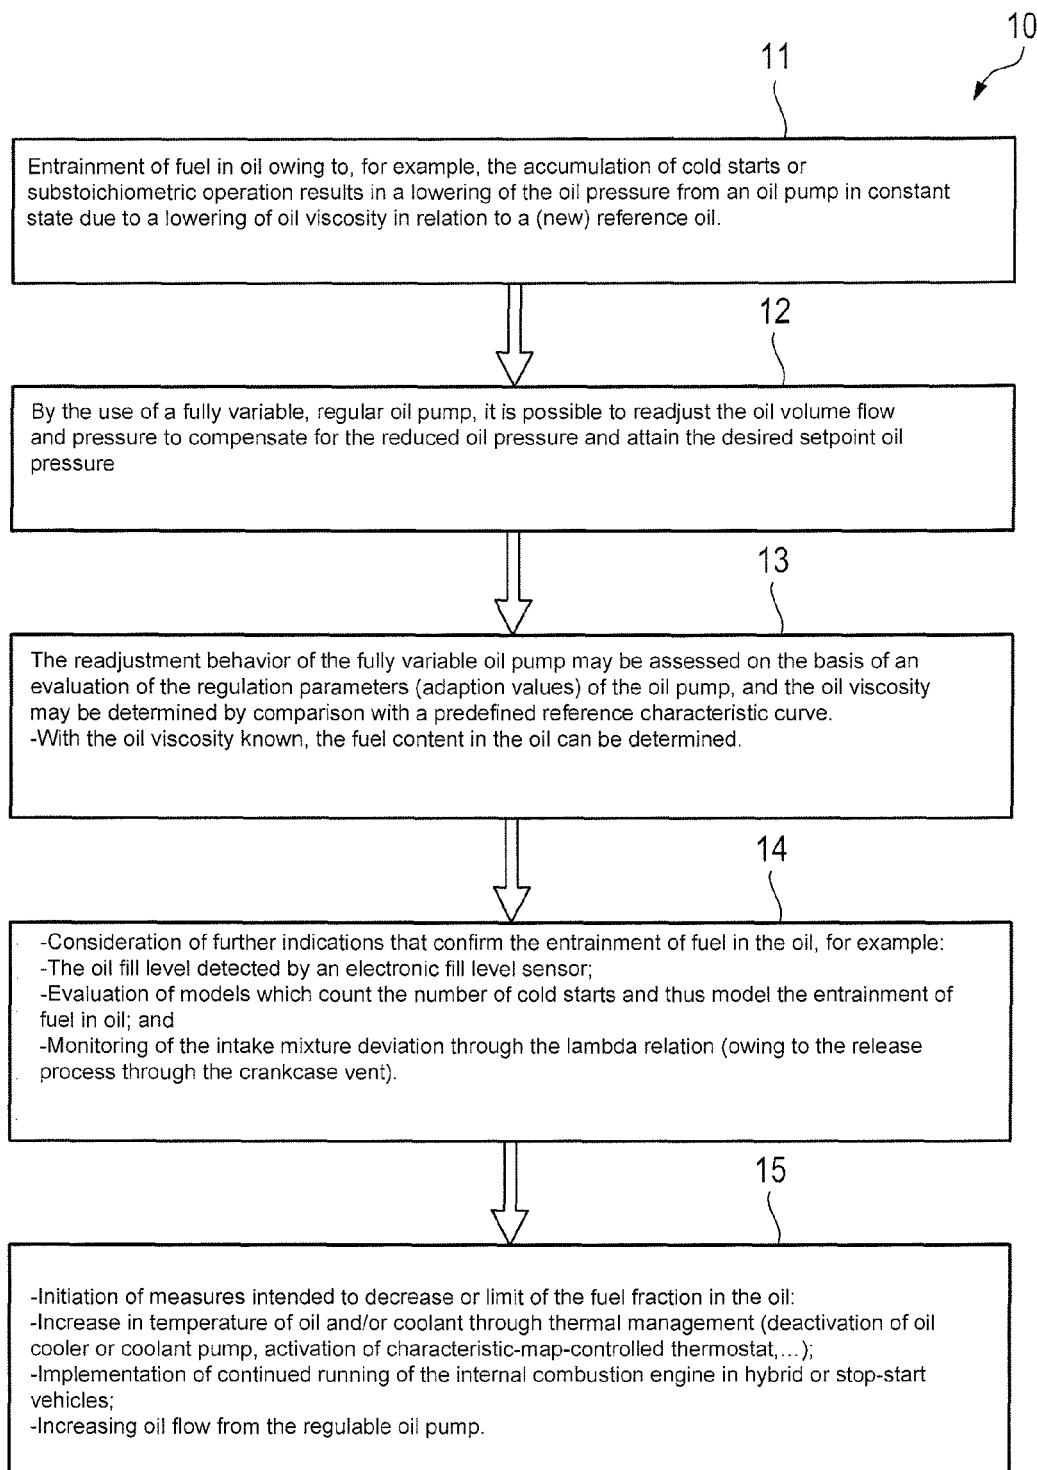 10
11
Entrainment of fuel in oil owing to, for example, the accumulation of cold starts or
substoichiometric operation results in a lowering of the oil pressure from an oil pump in constant
state due to a lowering of oil viscosity in relation to a (new) reference oil.
12
By the use of a fully variable, regular oil pump, it is possible to readjust the oil volume flow
and pressure to compensate for the reduced oil pressure and attain the desired setpoint oil
pressure
13
The readjustment behavior of the fully variable oil pump may be assessed on the basis of an
evaluation of the regulation parameters (adaption values) of the oil pump, and the oil viscosity
may be determined by comparison with a predefined reference characteristic curve.
-With the oil viscosity known, the fuel content in the oil can be determined.
14
-Consideration of further indications that confirm the entrainment of fuel in the oil, for example:
-The oil fill level detected by an electronic fill level sensor;
-Evaluation of models which count the number of cold starts and thus model the entrainment of
fuel in oil; and
-Monitoring of the intake mixture deviation through the lambda relation (owing to the release
process through the crankcase vent).
15
-Initiation of measures intended to decrease or limit of the fuel fraction in the oil:
-Increase in temperature of oil and/or coolant through thermal management (deactivation of oil
cooler or coolant pump, activation of characteristic-map-controlled thermostat,...);
-Implementation of continued running of the internal combustion engine in hybrid or stop-start
vehicles;
-Increasing oil flow from the regulable oil pump.